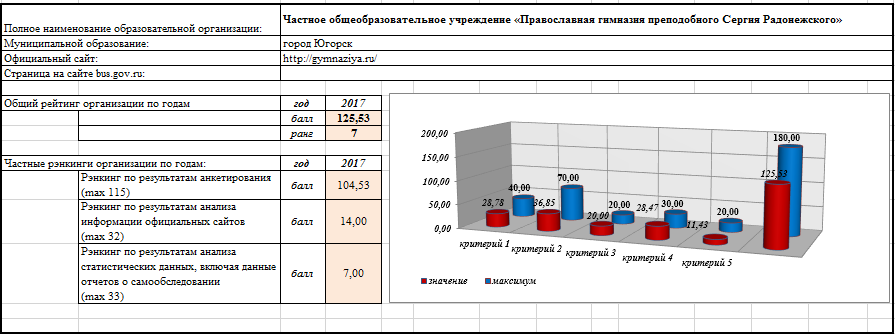 Полное наименование образовательной организации:
Частное общеобразовательное учреждение «Православная гимназия преподобного Сергия Радонежского»
Муниципальной образование:
город Югорск
Официальный сайт:
http://gymnaziya.ru/
Страница на сайте bus.gov.ru:
Общий рейтинг организации по годам
год
2017
балл
125,53
ранг
7
Частные рэнкинги организации по годам:
год
2017
Рэнкинг по результатам анкетирования
(max 115)
балл
104,53
Рэнкинг по результатам анализа
информации официальных сайтов
(max 32)
балл
14,00
Рэнкинг по результатам анализа
статистических данных, включая данные
отчетов о самообследовании
(max 33)
балл
7,00
200,00
150,00
100,00
50,00
0,00
28,78
40,00
36,85
70,00
20,00
20,00
28,47
30,00
11,43
20,00
125,53
180,00
критерий 1
критерий 2
критерий 3
критерий 4
критерий 5
значение
максимум